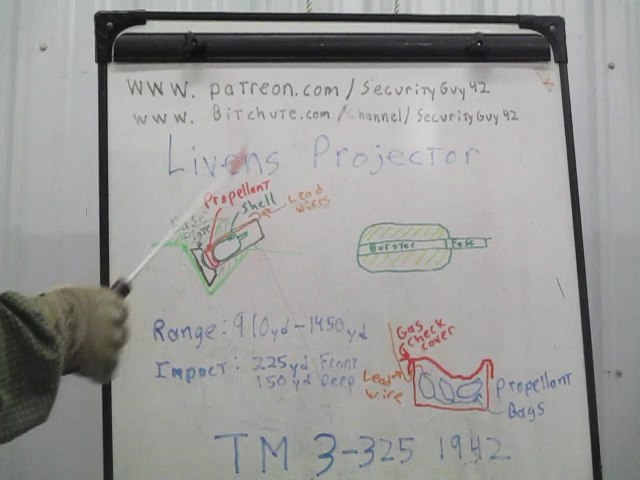 www. patreon.com/SecurityGuy42
www. Bitchute.com/channel/SecurityGuy42
Livens Projector
Propellant
Shell
Lead
wires
Burster
Fuse
Range: 910yd-1450yd
Impact: 225yd Front
150yd Deep
Gas
check
cover
Lead
wire
Propellant
Bags
TM 3-325 1942